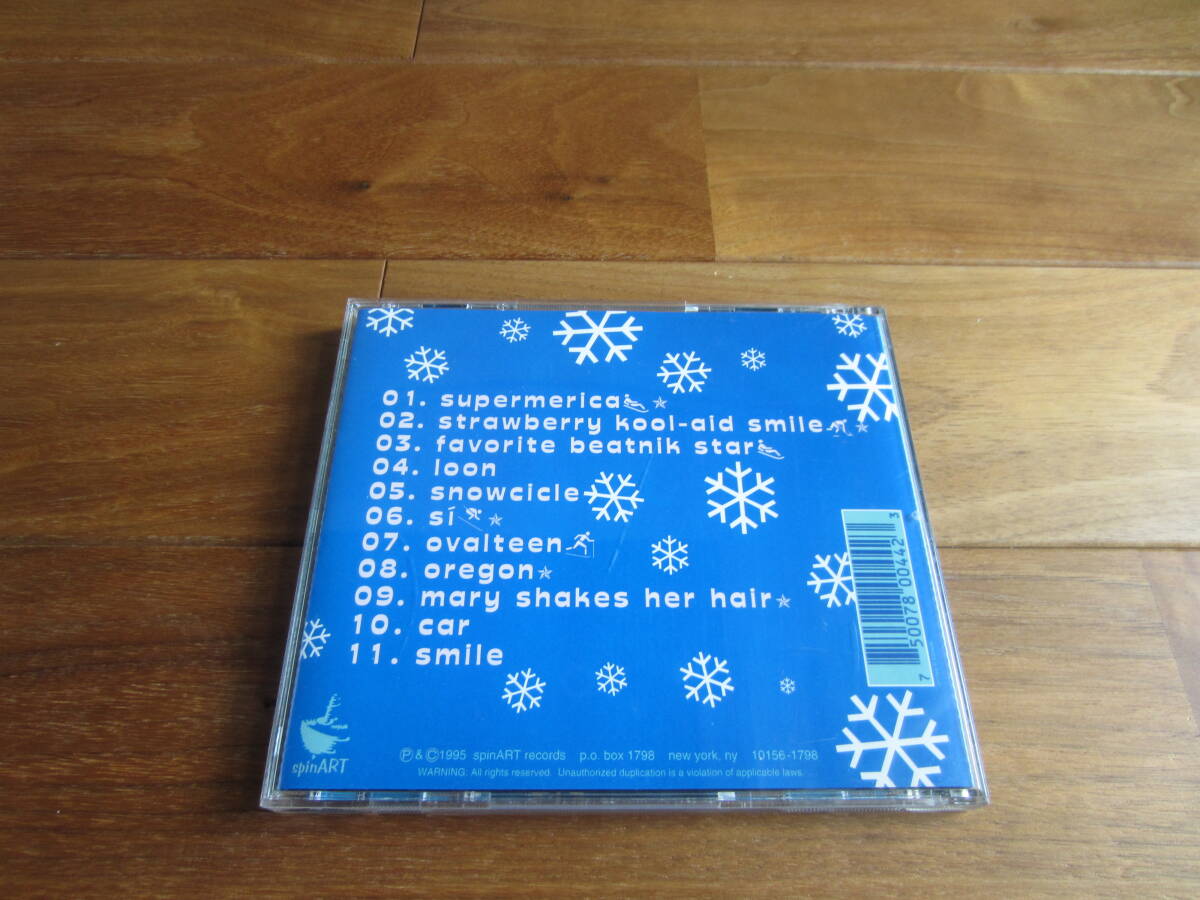 01. supermerica
02. strawberry kool-aid smile
03. favorite beatnik star
04. loon
05. snowcicle
06. sí
07. ovalteen
08. oregon
09. mary shakes her hair
10. car
11. smile
7 50078 00442 3
spinART
Ⓟ & ©1995 spinART records p.o. box 1798 new york, ny 10156-1798
WARNING: All rights reserved. Unauthorized duplication is a violation of applicable laws.